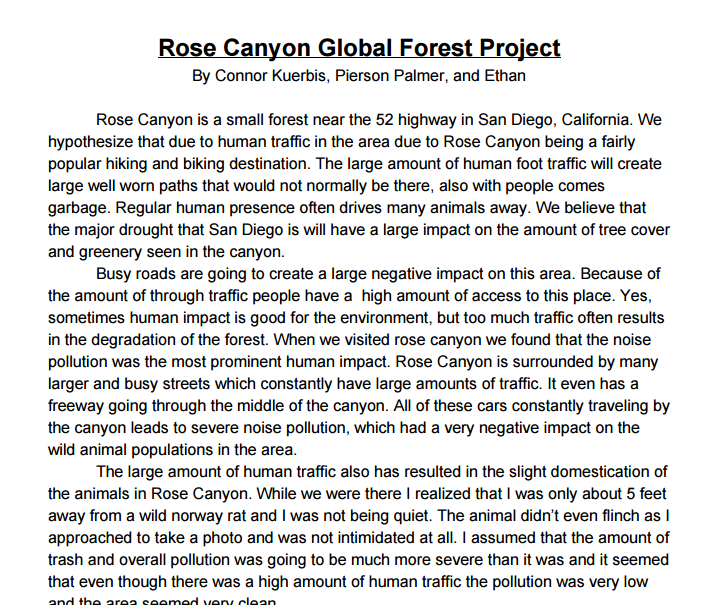 Rose Canyon Global Forest Project
By Connor Kuerbis, Pierson Palmer, and Ethan
Rose Canyon is a small forest near the 52 highway in San Diego, California. We
hypothesize that due to human traffic in the area due to Rose Canyon being a fairly
popular hiking and biking destination. The large amount of human foot traffic will create
large well worn paths that would not normally be there, also with people comes
garbage. Regular human presence often drives many animals away. We believe that
the major drought that San Diego is will have a large impact on the amount of tree cover
and greenery seen in the canyon.
Busy roads are going to create a large negative impact on this area. Because of
the amount of through traffic people have a  high amount of access to this place. Yes,
sometimes human impact is good for the environment, but too much traffic often results
in the degradation of the forest. When we visited rose canyon we found that the noise
pollution was the most prominent human impact. Rose Canyon is surrounded by many
larger and busy streets which constantly have large amounts of traffic. It even has a
freeway going through the middle of the canyon. All of these cars constantly traveling by
the canyon leads to severe noise pollution, which had a very negative impact on the
wild animal populations in the area.
The large amount of human traffic also has resulted in the slight domestication of
the animals in Rose Canyon. While we were there I realized that I was only about 5 feet
away from a wild norway rat and I was not being quiet. The animal didn't even flinch as I
approached to take a photo and was not intimidated at all. I assumed that the amount of
trash and overall pollution was going to be much more severe than it was and it seemed
that even though there was a high amount of human traffic the pollution was very low
and the area seemed very clean.